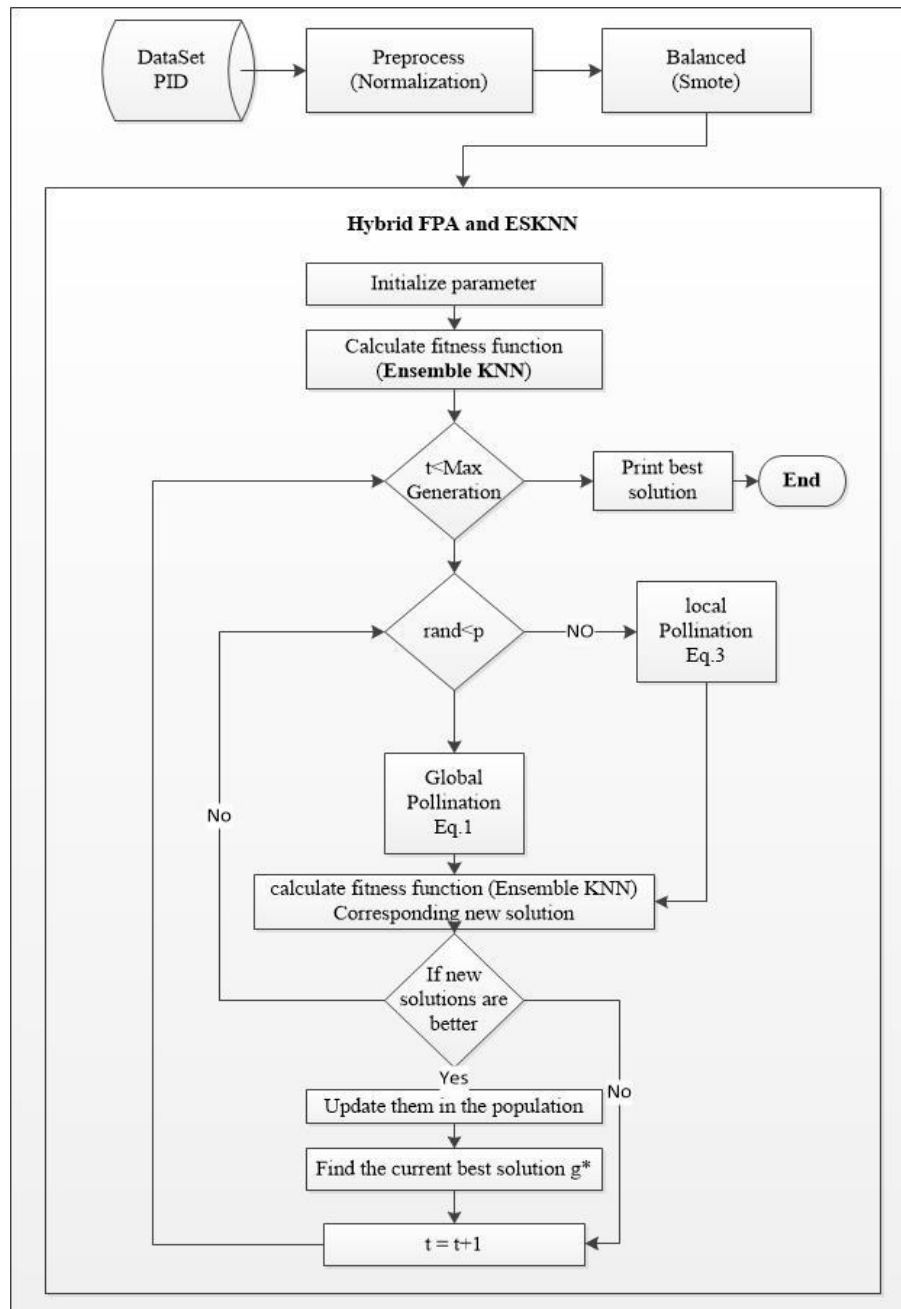 DataSet
PID
Preprocess
(Normalization)
Balanced
(Smote)
Hybrid FPA and ESKNN
Initialize parameter
Calculate fitness function
(Ensemble KNN)
t<Max
Generation
Print best
solution
End
rand<p
NO
local
Pollination
Eq.3
Global
Pollination
Eq.1
No
calculate fitness function (Ensemble KNN)
Corresponding new solution
If new
solutions are
better
Yes
No
Update them in the population
Find the current best solution g*
t = t+1